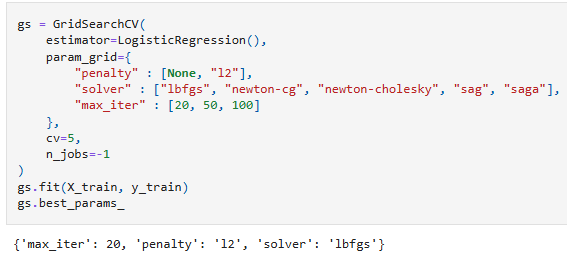 gs = GridSearchCV(
    estimator=LogisticRegression(),
    param_grid={
        "penalty" : [None, "l2"],
        "solver" : ["lbfgs", "newton-cg", "newton-cholesky", "sag", "saga"],
        "max_iter" : [20, 50, 100]
    },
    cv=5,
    n_jobs=-1
)
gs.fit(X_train, y_train)
gs.best_params_
{'max_iter': 20, 'penalty': 'l2', 'solver': 'lbfgs'}